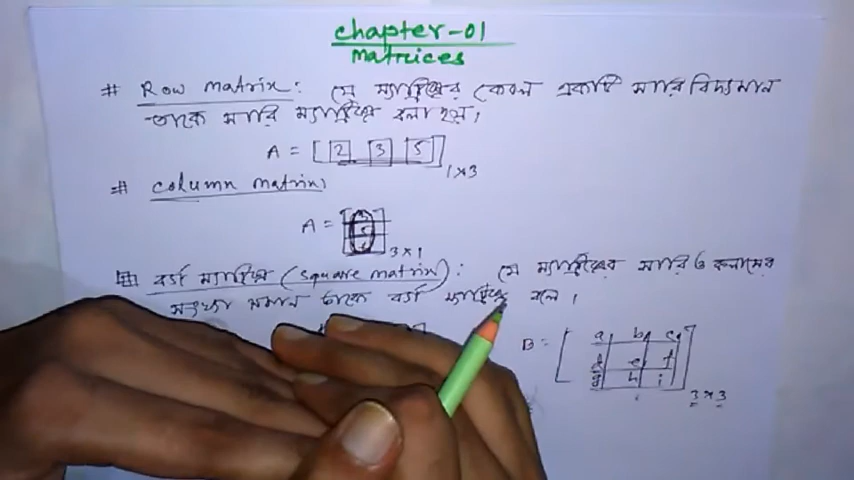 chapter-01
Matrices
# Row matrix: যে ম্যাট্রিক্সের কেবল একটি সারি বিদ্যমান
তাকে সারি ম্যাট্রিক্স বলা হয়।
A = [2 3 5] 1×3
# column matrix
A = 3×1
বর্গ ম্যাট্রিক্স (square matrix): যে ম্যাট্রিক্সের সারি ও কলামের
সংখ্যা সমান তাকে বর্গ ম্যাট্রিক্স বলে।
B = [ a b c
d e f
g h i ] 3×3